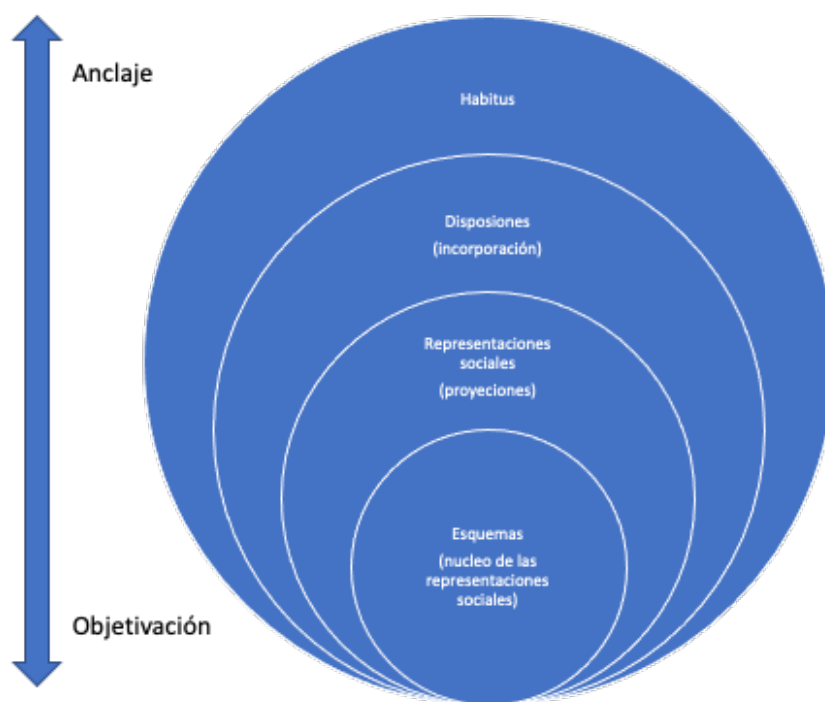 Anclaje
Habitus
Disposiones
(incorporación)
Representaciones
sociales
(proyeciones)
Esquemas
(nucleo de las
representaciones
sociales)
Objetivación